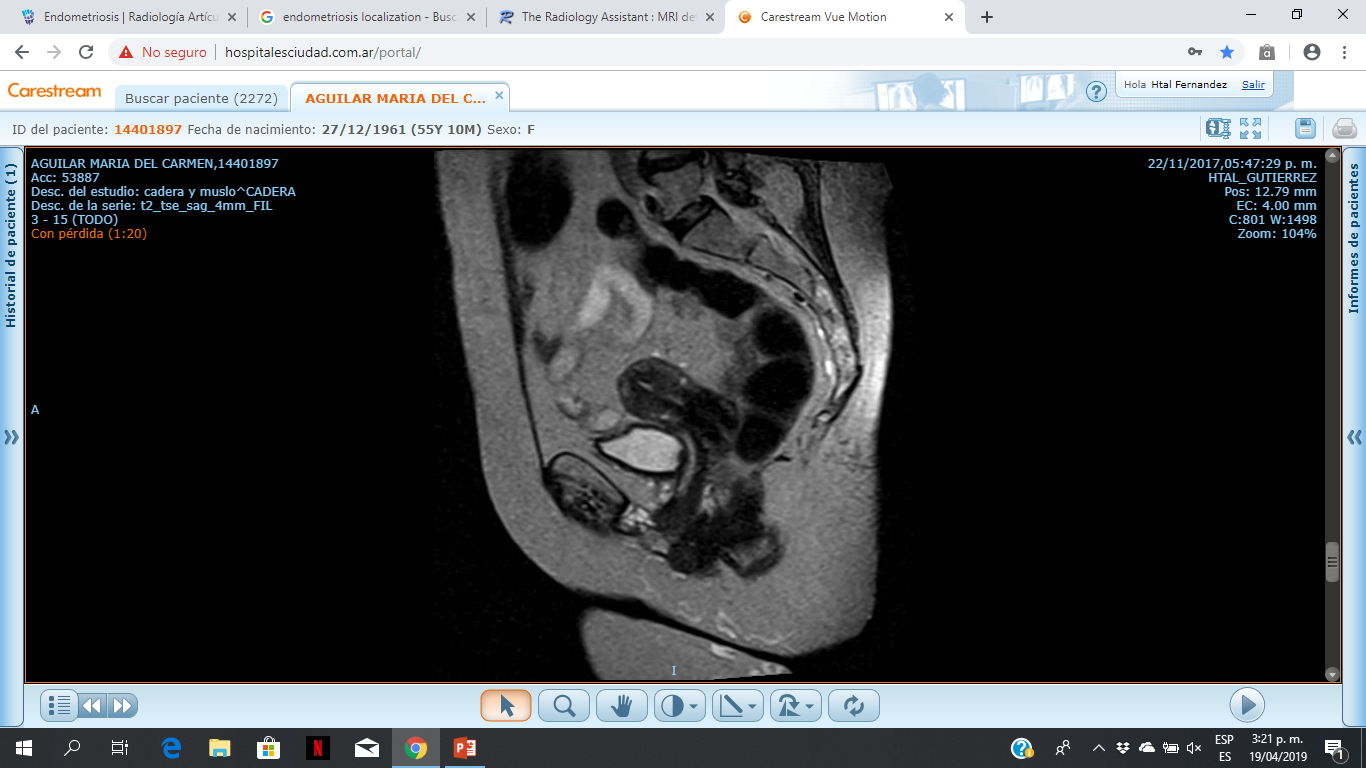 Endometriosis | Radiología Artícu
endometriosis localization - Busc
The Radiology Assistant : MRI de
Carestream Vue Motion
No seguro | hospitalesciudad.com.ar/portal/
Carestream
Buscar paciente (2272)
AGUILAR MARIA DEL C...
Hola Htal Fernandez Salir
ID del paciente: 14401897 Fecha de nacimiento: 27/12/1961 (55Y 10M) Sexo: F
Historial de paciente (1)
AGUILAR MARIA DEL CARMEN,14401897
Acc: 53887
Desc. del estudio: cadera y muslo^CADERA
Desc. de la serie: t2_tse_sag_4mm_FIL
3 - 15 (TODO)
Con pérdida (1:20)
22/11/2017,05:47:29 p. m.
HTAL_GUTIERREZ
Pos: 12.79 mm
EC: 4.00 mm
C:801 W:1498
Zoom: 104%
Informes de pacientes
A
I
ESP
ES
3:21 p. m.
19/04/2019
1